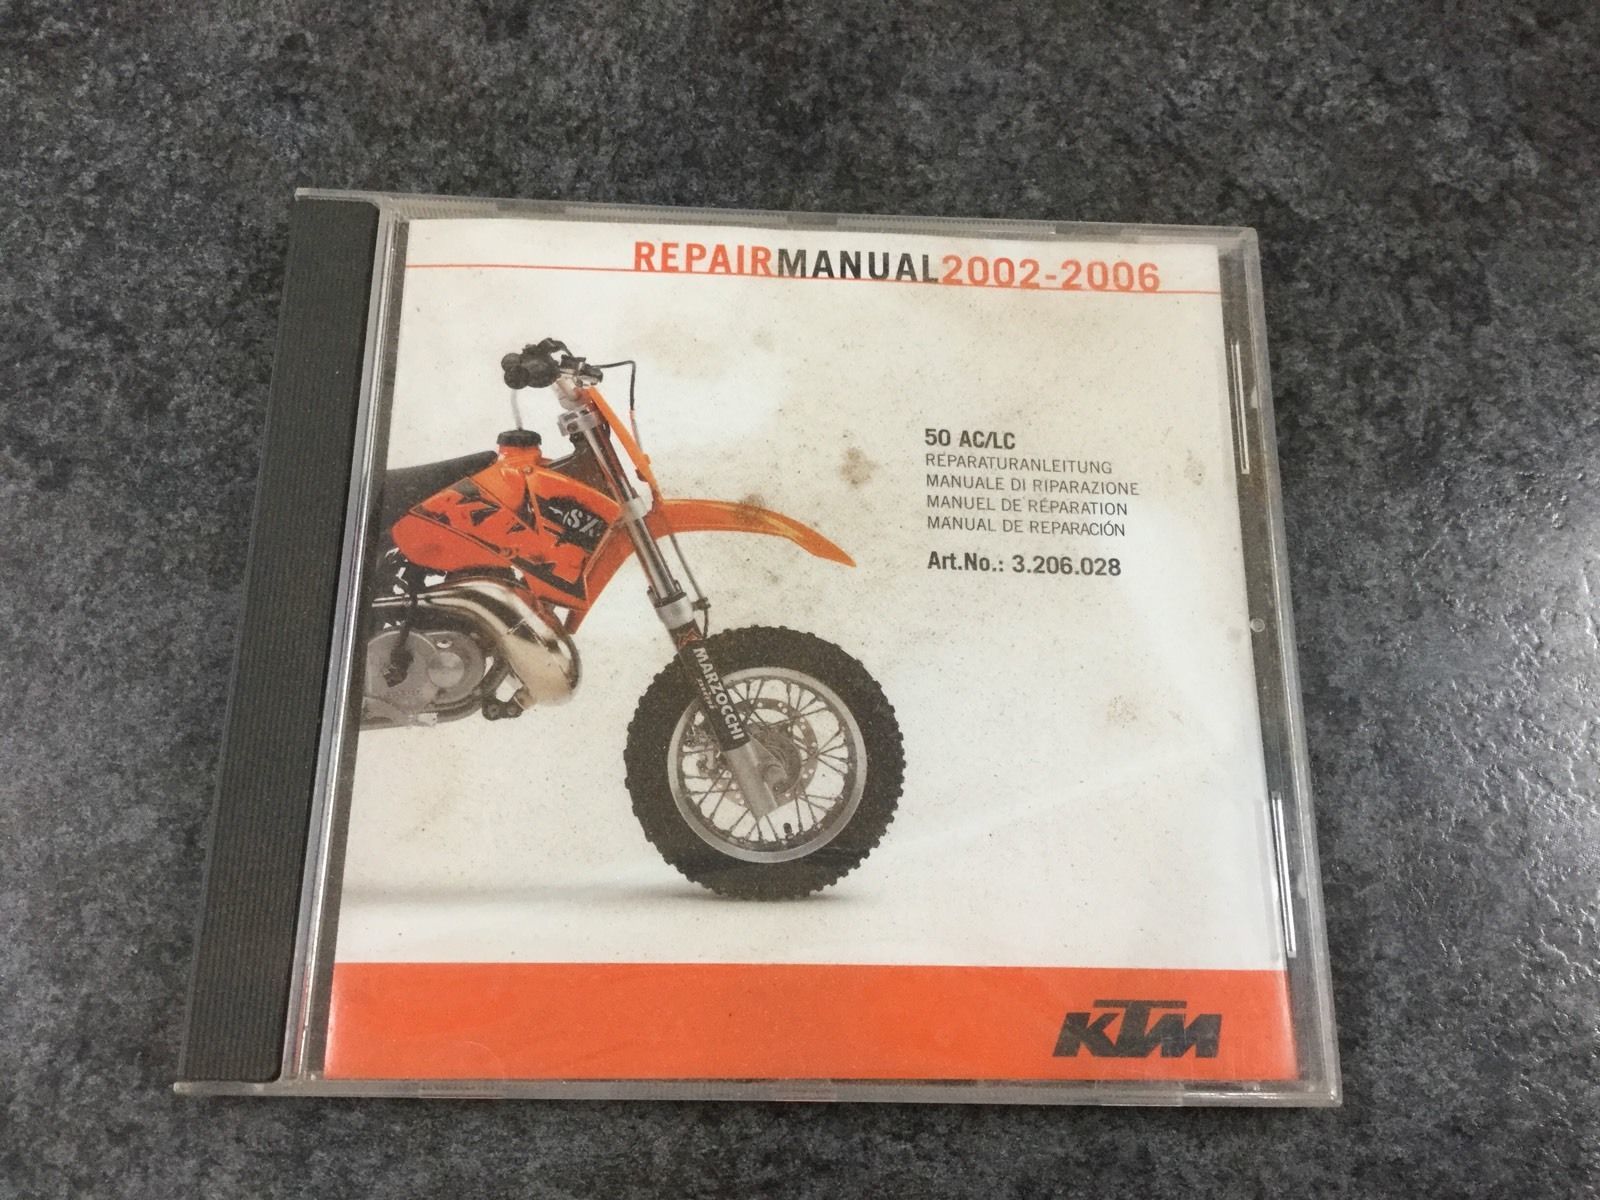 REPAIRMANUAL2002-2006
50 AC/LC
REPARATURANLEITUNG
MANUALE DI RIPARAZIONE
MANUEL DE RÉPARATION
MANUAL DE REPARACIÓN
Art.No.: 3.206.028
KTM
SX
MARZOCCHI
KTM